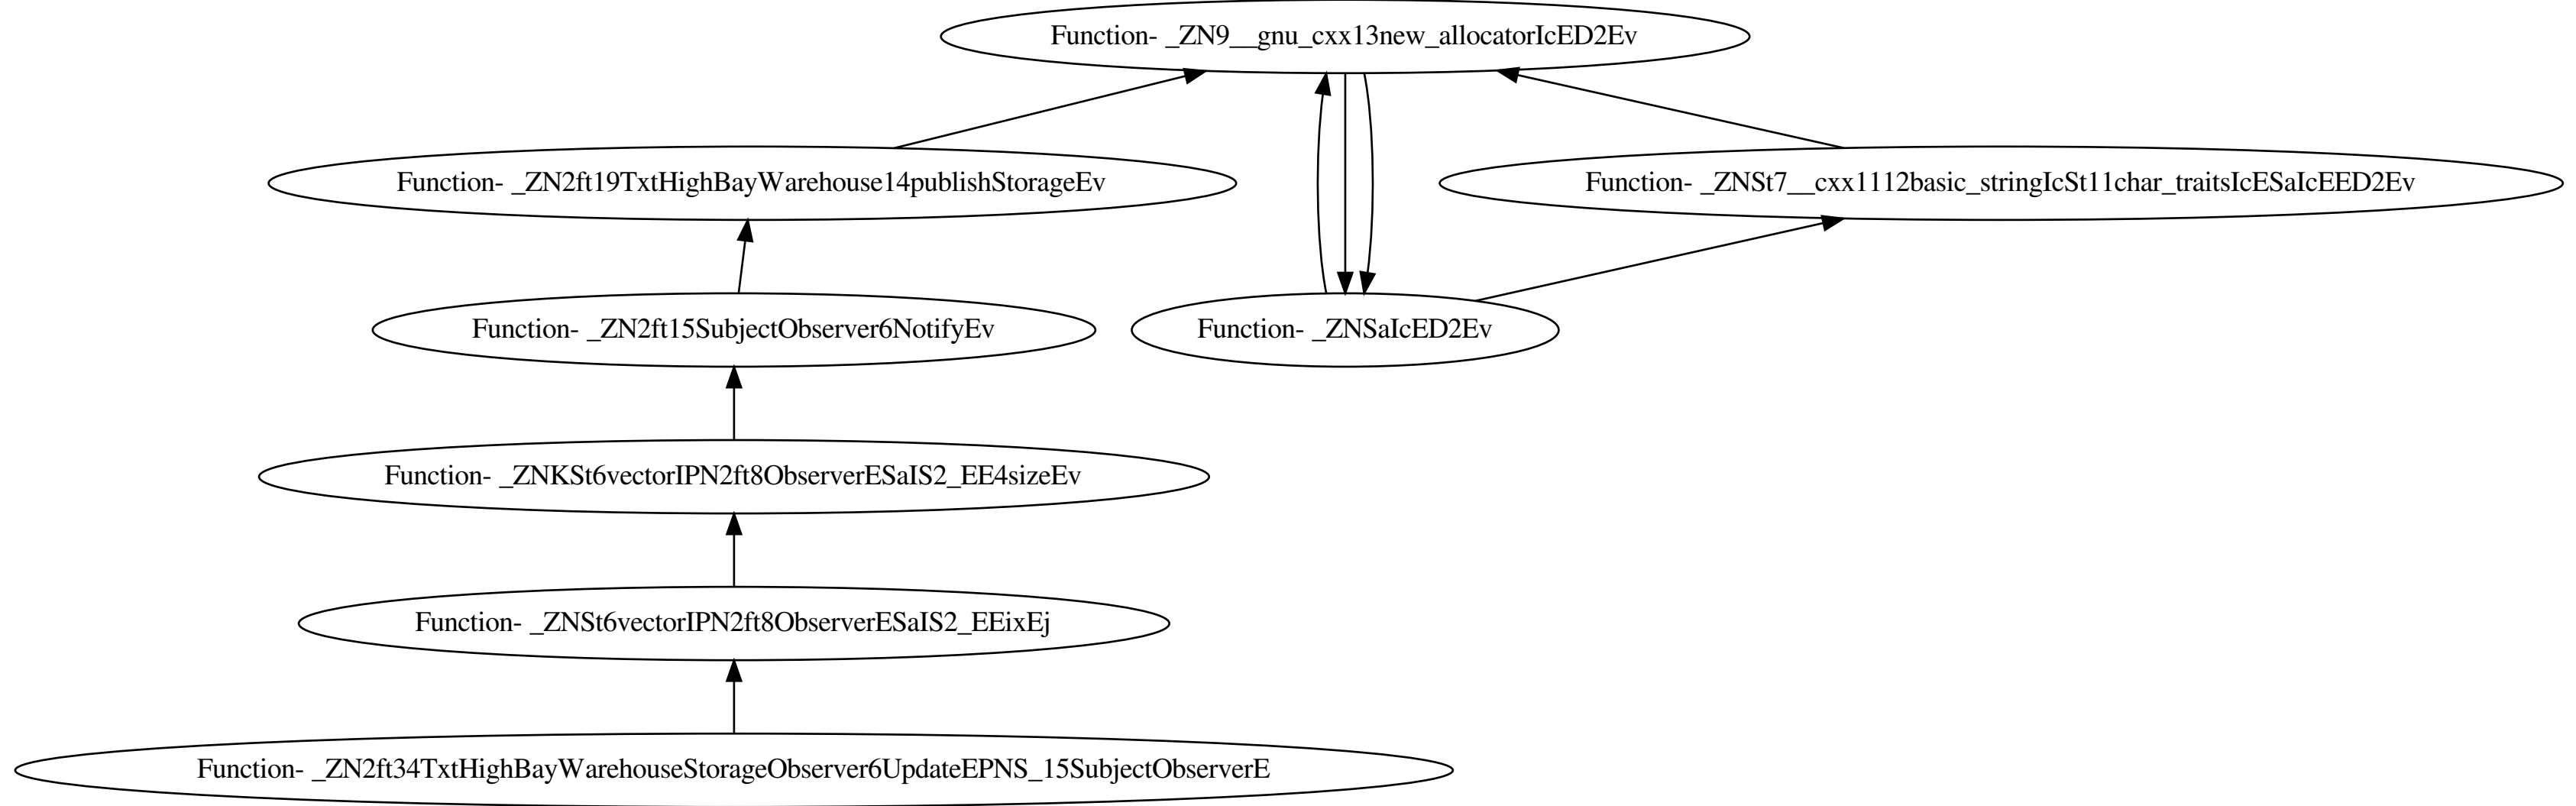 Function- _ZN9__gnu_cxx13new_allocatorIcED2Ev
Function- _ZN2ft19TxtHighBayWarehouse14publishStorageEv
Function- _ZNSt7__cxx1112basic_stringIcSt11char_traitsIcESaIcEED2Ev
Function- _ZN2ft15SubjectObserver6NotifyEv
Function- _ZNSaIcED2Ev
Function- _ZNKSt6vectorIPN2ft8ObserverESaIS2_EE4sizeEv
Function- _ZNSt6vectorIPN2ft8ObserverESaIS2_EEixEj
Function- _ZN2ft34TxtHighBayWarehouseStorageObserver6UpdateEPNS_15SubjectObserverE